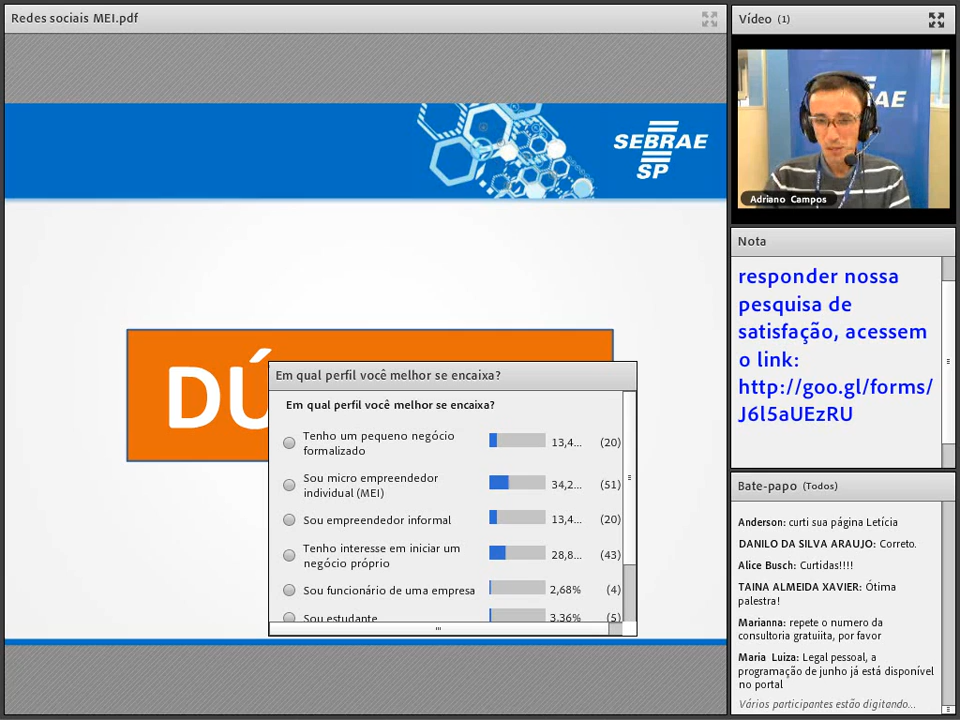 Redes sociais MEI.pdf
SEBRAE
SP
DÚ
Em qual perfil você melhor se encaixa?
Em qual perfil você melhor se encaixa?
Tenho um pequeno negócio
formalizado
13,4... (20)
Sou micro empreendedor
individual (MEI)
34,2... (51)
Sou empreendedor informal 13,4... (20)
Tenho interesse em iniciar um
negócio próprio
28,8... (43)
Sou funcionário de uma empresa 2,68% (4)
Sou estudante 3,36% (5)
Vídeo (1)
AE
Adriano Campos
Nota
responder nossa
pesquisa de
satisfação, acessem
o link:
http://goo.gl/forms/
J6l5aUEzRU
Bate-papo (Todos)
Anderson: curti sua página Letícia
DANILO DA SILVA ARAUJO: Correto.
Alice Busch: Curtidas!!!!
TAINA ALMEIDA XAVIER: Ótima
palestra!
Marianna: repete o numero da
consultoria gratuiita, por favor
Maria Luiza: Legal pessoal, a
programação de junho já está disponível
no portal
Vários participantes estão digitando...